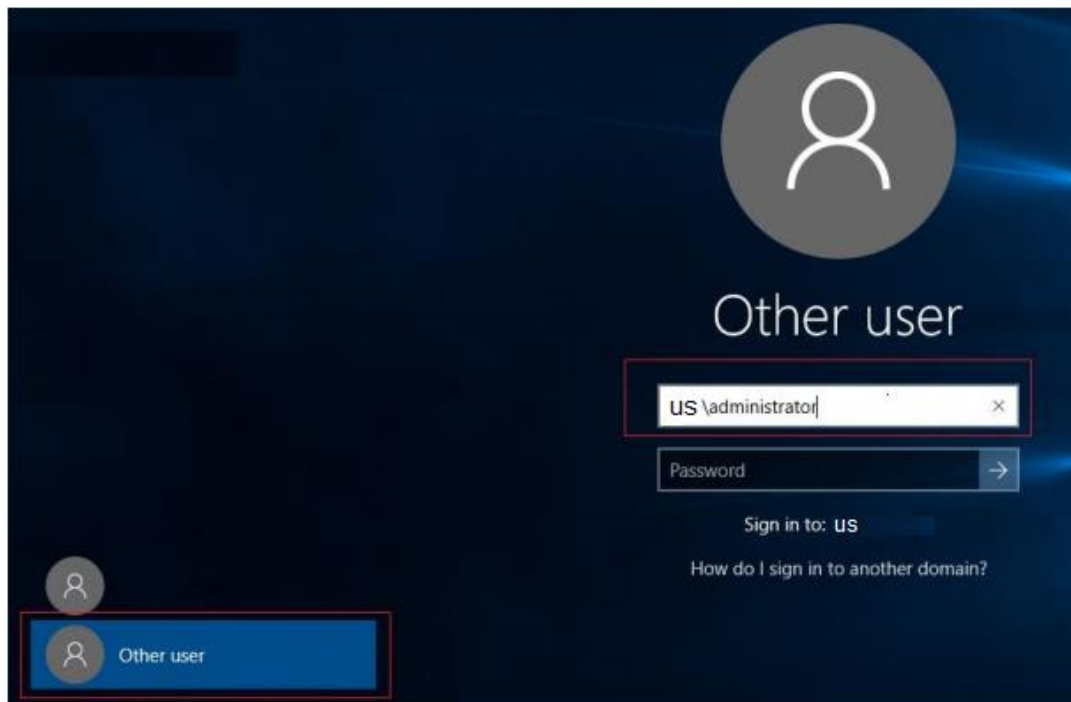 Other user
us \administrator
Password
Sign in to: us
How do I sign in to another domain?
Other user